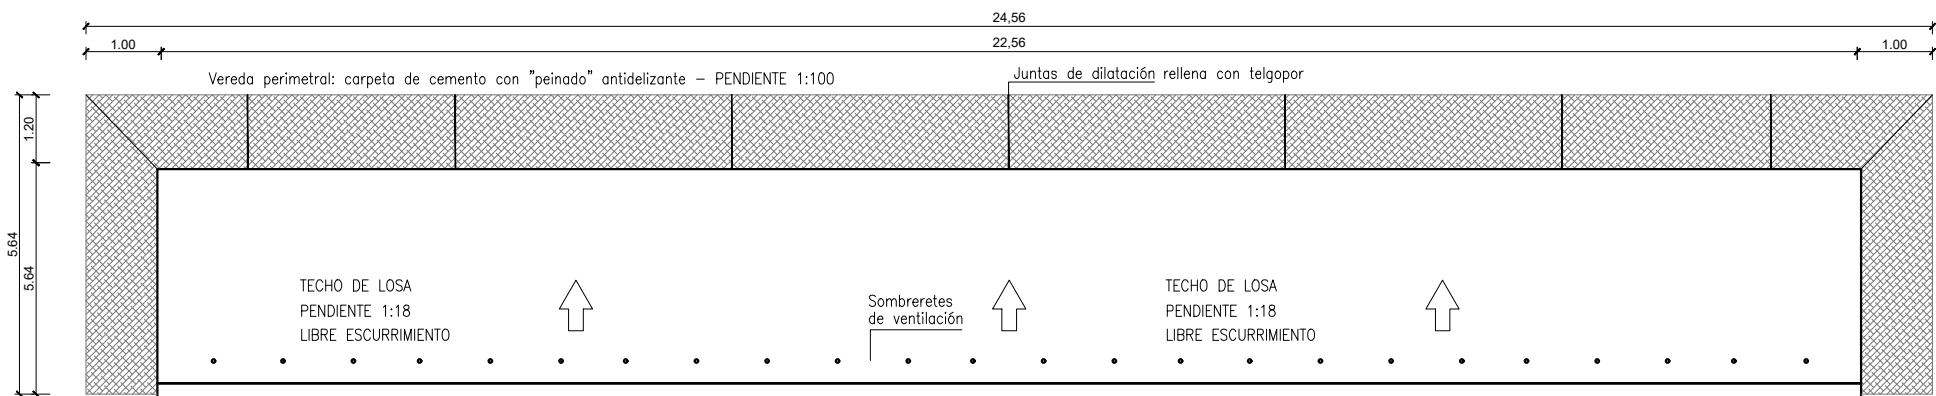 24,56
1.00
22,56
1.00
Vereda perimetral: carpeta de cemento con "peinado" antidelizante – PENDIENTE 1:100
Juntas de dilatación rellena con telgopor
1.20
5.64
5.64
TECHO DE LOSA
PENDIENTE 1:18
LIBRE ESCURRIMIENTO
Sombreretes
de ventilación
TECHO DE LOSA
PENDIENTE 1:18
LIBRE ESCURRIMIENTO